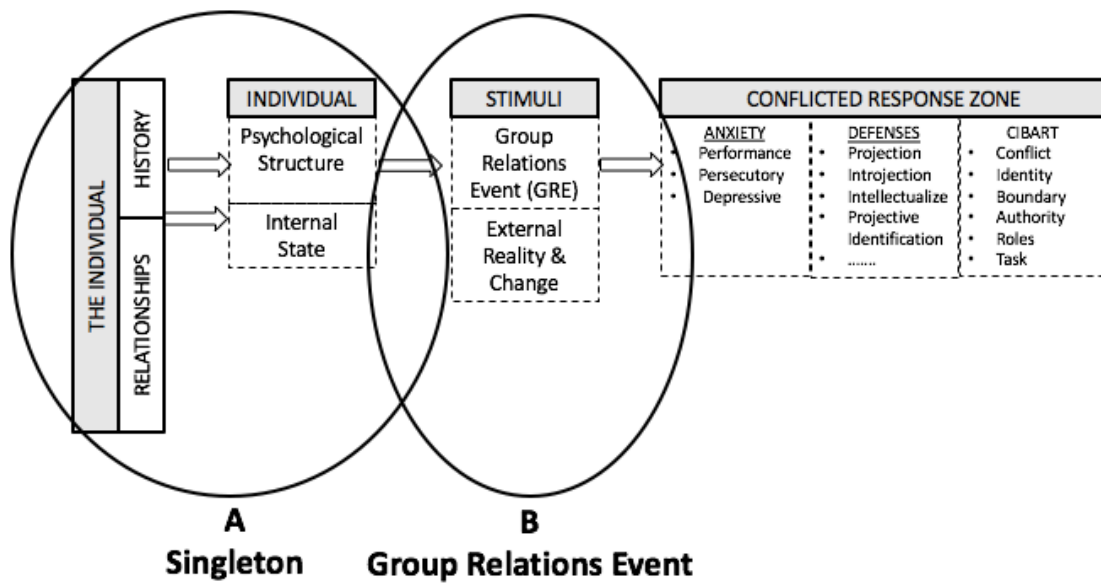 THE INDIVIDUAL
HISTORY
RELATIONSHIPS
INDIVIDUAL
Psychological
Structure
Internal
State
STIMULI
Group
Relations
Event (GRE)
External
Reality &
Change
CONFLICTED RESPONSE ZONE
ANXIETY
• Performance
• Persecutory
• Depressive
DEFENSES
• Projection
• Introjection
• Intellectualize
• Projective
Identification
• .......
CIBART
• Conflict
• Identity
• Boundary
• Authority
• Roles
• Task
A
Singleton
B
Group Relations Event